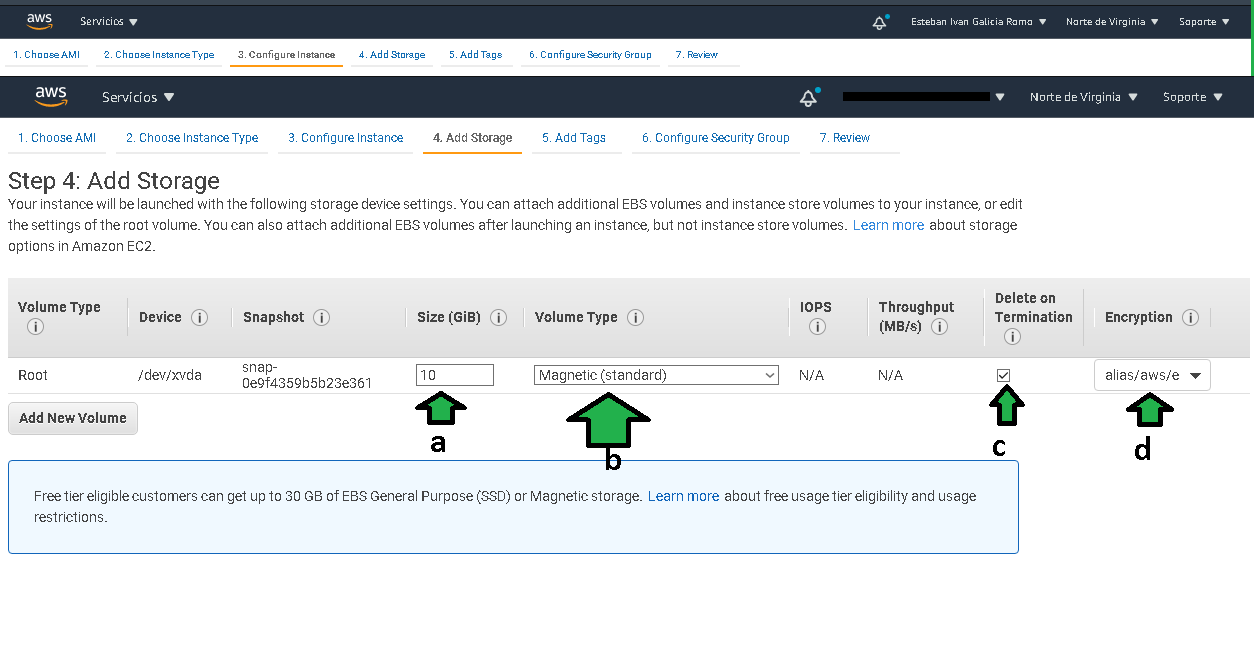 aws Servicios Esteban Ivan Galicia Romo Norte de Virginia Soporte
1. Choose AMI 2. Choose Instance Type 3. Configure Instance 4. Add Storage 5. Add Tags 6. Configure Security Group 7. Review
aws Servicios Norte de Virginia Soporte
1. Choose AMI 2. Choose Instance Type 3. Configure Instance 4. Add Storage 5. Add Tags 6. Configure Security Group 7. Review
Step 4: Add Storage
Your instance will be launched with the following storage device settings. You can attach additional EBS volumes and instance store volumes to your instance, or edit
the settings of the root volume. You can also attach additional EBS volumes after launching an instance, but not instance store volumes. Learn more about storage
options in Amazon EC2.
Volume Type Device Snapshot Size (GiB) Volume Type IOPS Throughput (MB/s) Delete on Termination Encryption
Root /dev/xvda snap-0e9f4359b5b23e361 10 Magnetic (standard) N/A N/A alias/aws/e
Add New Volume
a b c d
Free tier eligible customers can get up to 30 GB of EBS General Purpose (SSD) or Magnetic storage. Learn more about free usage tier eligibility and usage
restrictions.